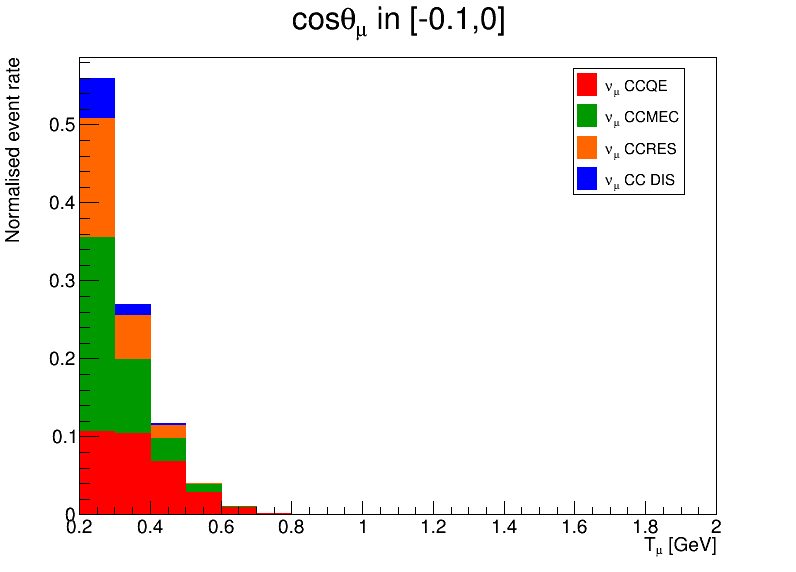 cosθμ in [-0.1,0]
Normalised event rate
νμ CCQE
νμ CCMEC
νμ CCRES
νμ CC DIS
0.5
0.4
0.3
0.2
0.1
0
0.2 0.4 0.6 0.8 1 1.2 1.4 1.6 1.8 2
Tμ [GeV]